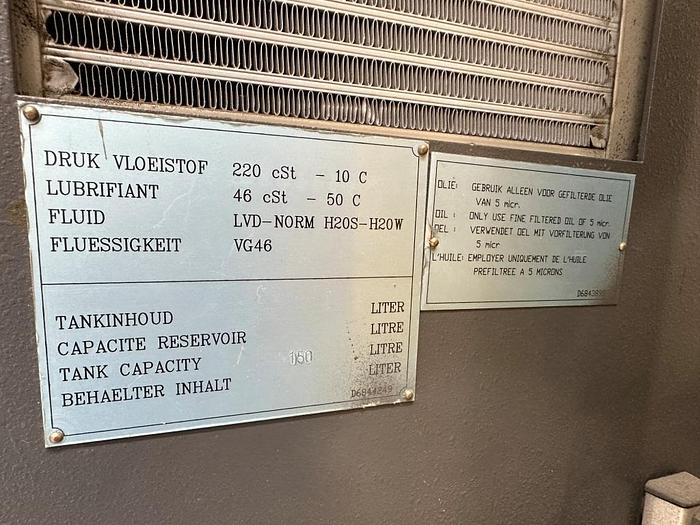 DRUK VLOEISTOF 220 cSt - 10 C
LUBRIFIANT 46 cSt - 50 C
FLUID LVD-NORM H20S-H20W
FLUESSIGKEIT VG46
TANKINHOUD LITER
CAPACITE RESERVOIR LITRE
TANK CAPACITY 150 LITRE
BEHAELTER INHALT LITER
D6844249
OLIE: GEBRUIK ALLEEN VOOR GEFILTERDE OLIE
VAN 5 micr.
OIL : ONLY USE FINE FILTERED OIL OF 5 micr.
OEL : VERWENDET OEL MIT VORFILTERUNG VON
5 micr
L'HUILE: EMPLOYER UNIQUEMENT DE L'HUILE
PREFILTREE A 5 MICRONS